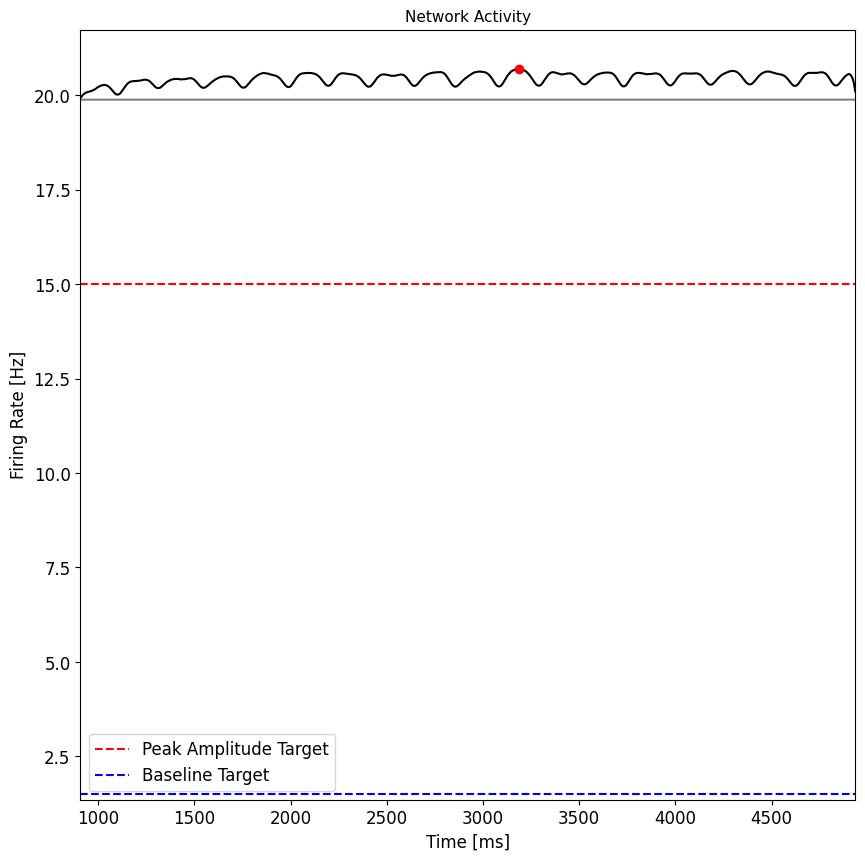 Network Activity
Firing Rate [Hz]
20.0
17.5
15.0
12.5
10.0
7.5
5.0
2.5
Peak Amplitude Target
Baseline Target
1000 1500 2000 2500 3000 3500 4000 4500
Time [ms]